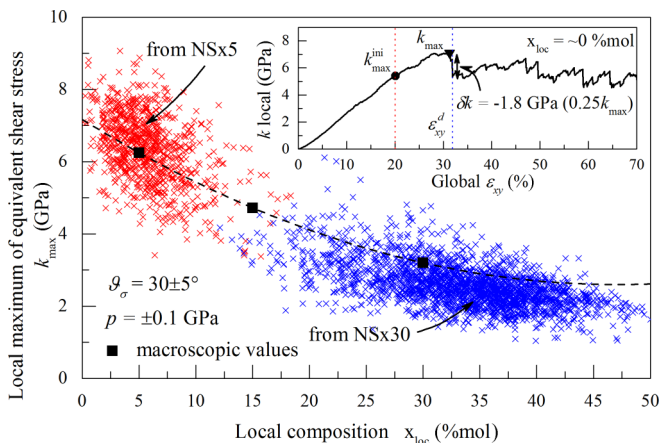 Local maximum of equivalent shear stress
k_max (GPa)
10
8
6
4
2
0
from NSx5
ϑ_σ = 30±5°
p = ±0.1 GPa
■ macroscopic values
from NSx30
0 5 10 15 20 25 30 35 40 45 50
Local composition x_loc (%mol)
k local (GPa)
10
8
6
4
2
0
k_max^ini
k_max
x_loc = ~0 %mol
ε_xy^d
δk = -1.8 GPa (0.25k_max)
0 10 20 30 40 50 60 70
Global ε_xy (%)